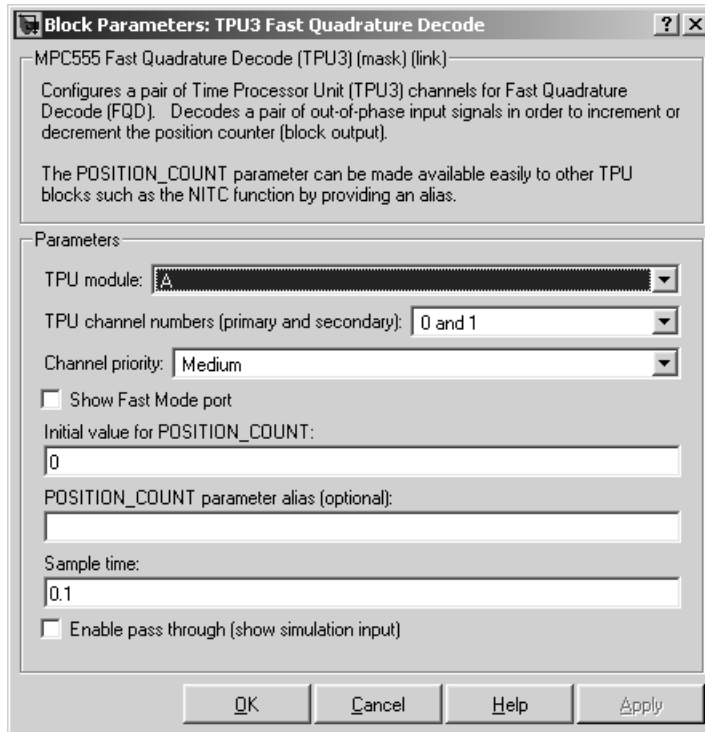 Block Parameters: TPU3 Fast Quadrature Decode
MPC555 Fast Quadrature Decode (TPU3) (mask) (link)
Configures a pair of Time Processor Unit (TPU3) channels for Fast Quadrature
Decode (FQD). Decodes a pair of out-of-phase input signals in order to increment or
decrement the position counter (block output).
The POSITION_COUNT parameter can be made available easily to other TPU
blocks such as the NITC function by providing an alias.
Parameters
TPU module: A
TPU channel numbers (primary and secondary): 0 and 1
Channel priority: Medium
Show Fast Mode port
Initial value for POSITION_COUNT:
0
POSITION_COUNT parameter alias (optional):
Sample time:
0.1
Enable pass through (show simulation input)
OK Cancel Help Apply